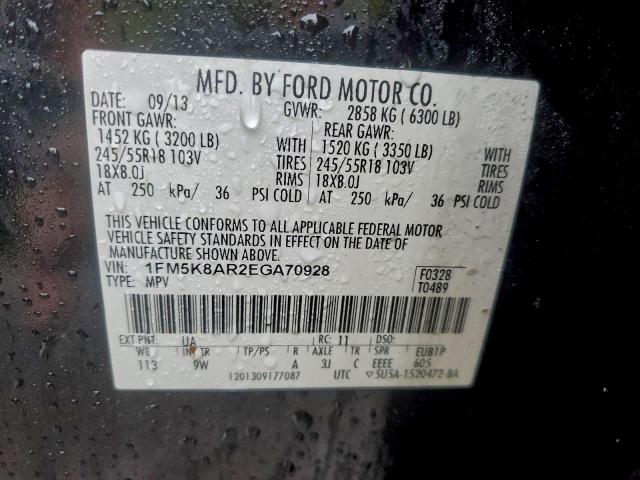 MFD. BY FORD MOTOR CO.
DATE: 09/13 GVWR: 2858 KG ( 6300 LB)
FRONT GAWR: REAR GAWR:
1452 KG ( 3200 LB) WITH 1520 KG ( 3350 LB) WITH
245/55R18 103V TIRES 245/55R18 103V TIRES
18X8.0J RIMS 18X8.0J RIMS
AT 250 kPa/ 36 PSI COLD AT 250 kPa/ 36 PSI COLD
THIS VEHICLE CONFORMS TO ALL APPLICABLE FEDERAL MOTOR
VEHICLE SAFETY STANDARDS IN EFFECT ON THE DATE OF
MANUFACTURE SHOWN ABOVE.
VIN: 1FM5K8AR2EGA70928 F0328
TYPE: MPV T0489
EXT PNT: UA RC: 11 DSO:
WB INT TR TP/PS R AXLE TR SPR EUB1P
113 9W A 3J C EEEE 605
1201309177087 UTC ▽5U5A-1520472-BA